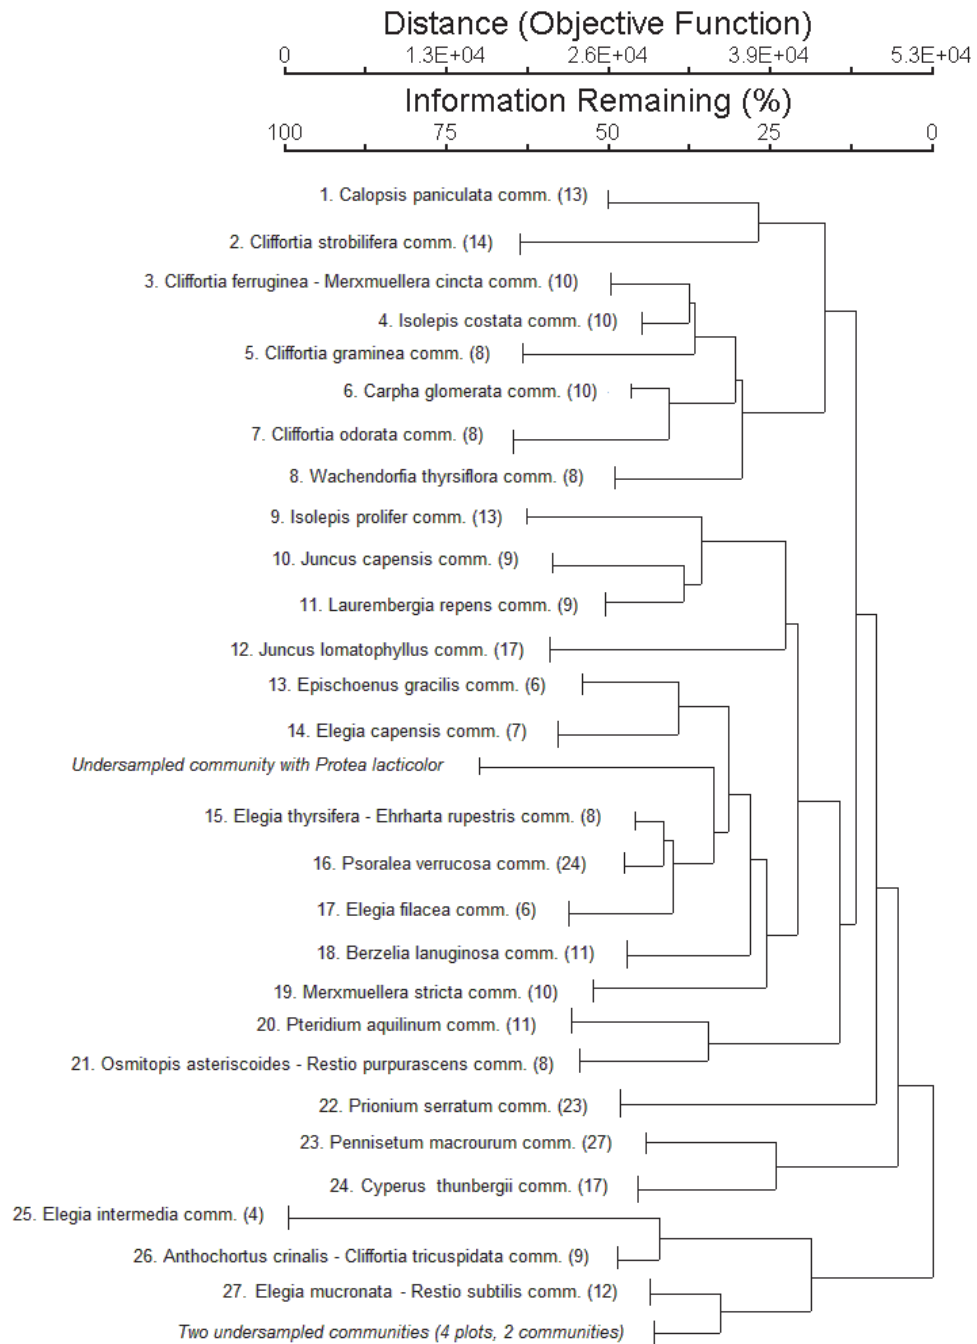 Distance (Objective Function)
0 1.3E+04 2.6E+04 3.9E+04 5.3E+04
Information Remaining (%)
100 75 50 25 0
1. Calopsis paniculata comm. (13)
2. Cliffortia strobilifera comm. (14)
3. Cliffortia ferruginea - Merxmuellera cincta comm. (10)
4. Isolepis costata comm. (10)
5. Cliffortia graminea comm. (8)
6. Carpha glomerata comm. (10)
7. Cliffortia odorata comm. (8)
8. Wachendorfia thyrsiflora comm. (8)
9. Isolepis prolifer comm. (13)
10. Juncus capensis comm. (9)
11. Laurembergia repens comm. (9)
12. Juncus lomatophyllus comm. (17)
13. Epischoenus gracilis comm. (6)
14. Elegia capensis comm. (7)
Undersampled community with Protea lacticolor
15. Elegia thyrsifera - Ehrharta rupestris comm. (8)
16. Psoralea verrucosa comm. (24)
17. Elegia filacea comm. (6)
18. Berzelia lanuginosa comm. (11)
19. Merxmuellera stricta comm. (10)
20. Pteridium aquilinum comm. (11)
21. Osmitopis asteriscoides - Restio purpurascens comm. (8)
22. Prionium serratum comm. (23)
23. Pennisetum macrourum comm. (27)
24. Cyperus thunbergii comm. (17)
25. Elegia intermedia comm. (4)
26. Anthochortus crinalis - Cliffortia tricuspidata comm. (9)
27. Elegia mucronata - Restio subtilis comm. (12)
Two undersampled communities (4 plots, 2 communities)